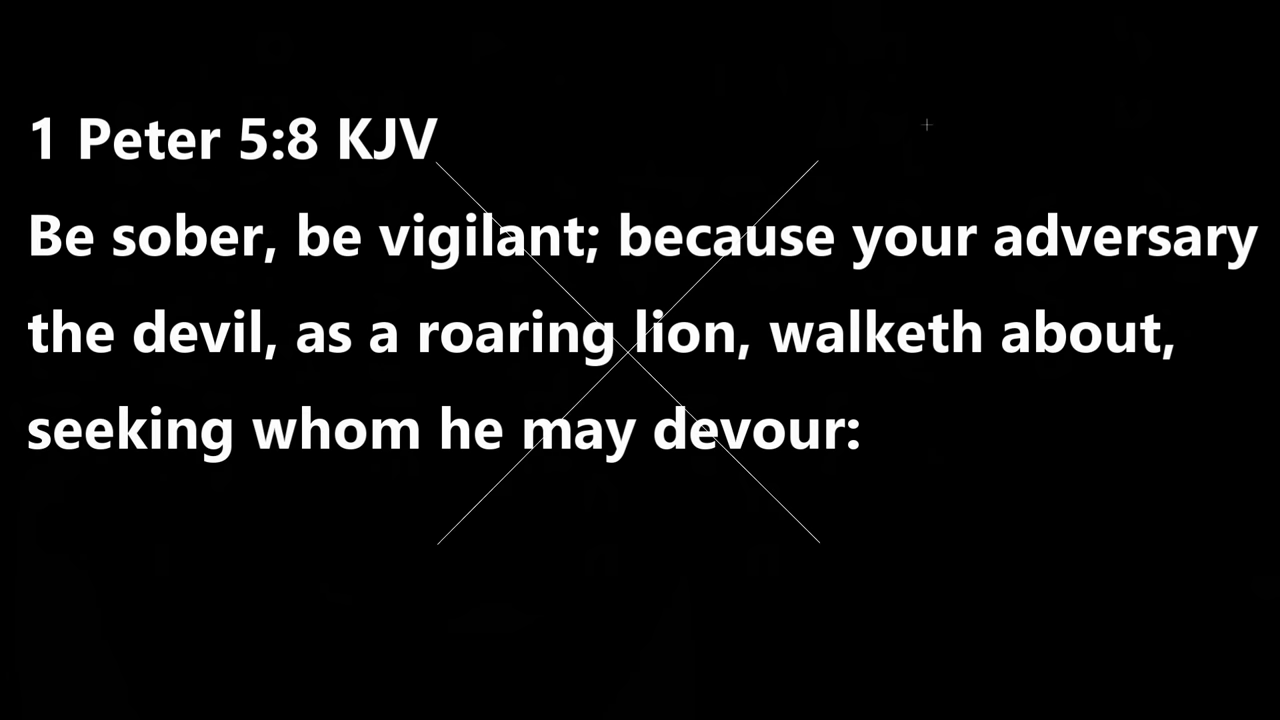 1 Peter 5:8 KJV
Be sober, be vigilant; because your adversary
the devil, as a roaring lion, walketh about,
seeking whom he may devour: